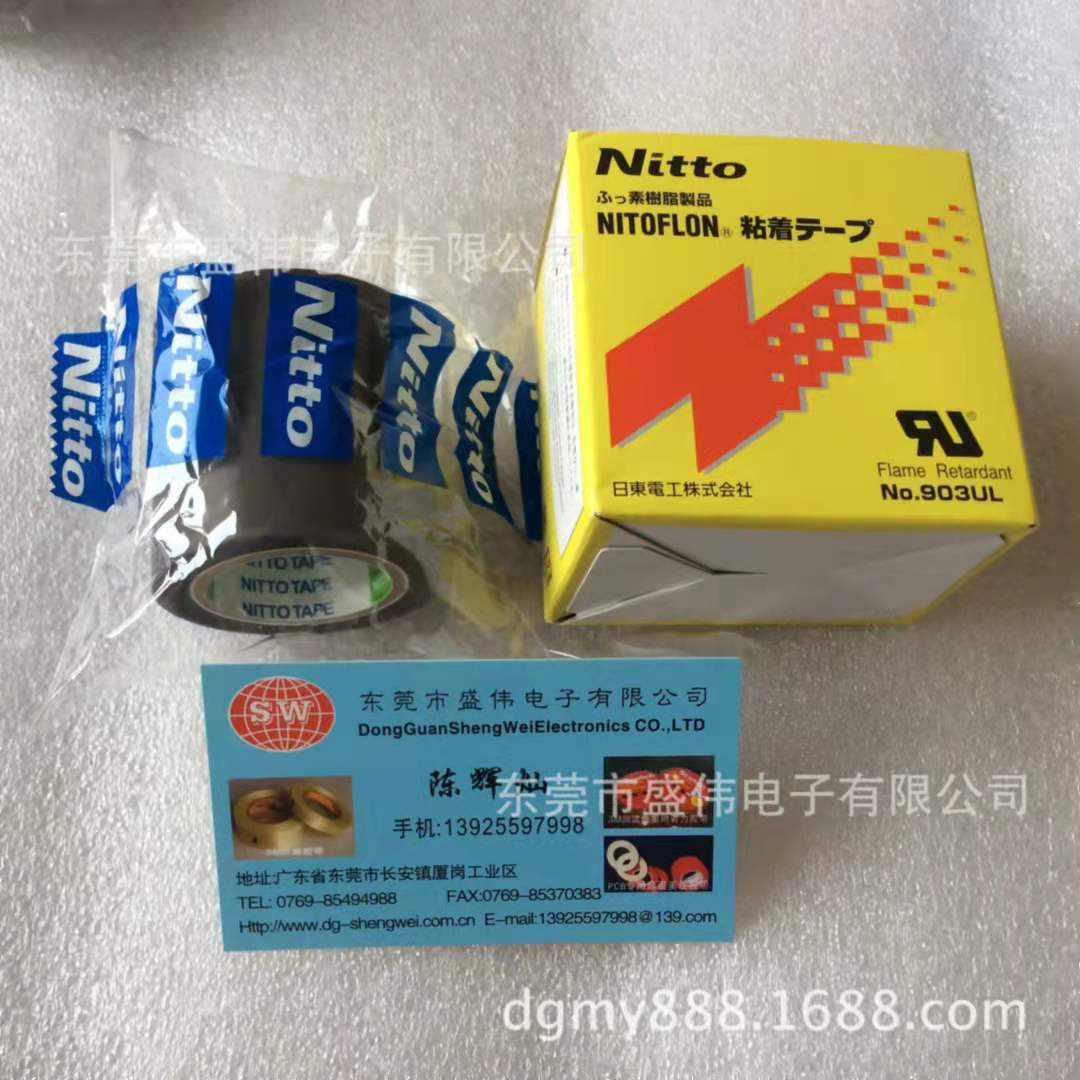 东莞市盛伟电子有限公司
Nitto
ふっ素樹脂製品
NITOFLON® 粘着テープ
Nitto
Nitto
Nitto
Nitto
Nitto
Nitto
RU®
Flame Retardant
No.903UL
日東電工株式会社
NITTO TAPE
NITTO TAPE
NITTO TAPE
SW
东莞市盛伟电子有限公司
DongGuanShengWeiElectronics CO.,LTD
陈辉灿
东莞市盛伟电子有限公司
手机:13925597998
地址:广东省东莞市长安镇厦岗工业区
TEL: 0769-85494988 FAX:0769-85370383
Http://www.dg-shengwei.com.cn E-mail:13925597998@139.com
dgmy888.1688.com